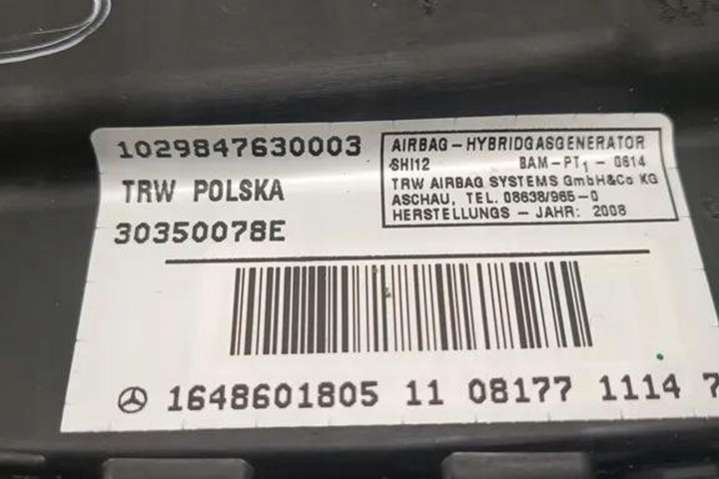 1029847630003
TRW POLSKA
30350078E
AIRBAG-HYBRIDGASGENERATOR
SHI12 BAM-PT1-0614
TRW AIRBAG SYSTEMS GmbH&Co KG
ASCHAU, TEL. 08638/965-0
HERSTELLUNGS-JAHR: 2008
1648601805 11 08177 1114 7